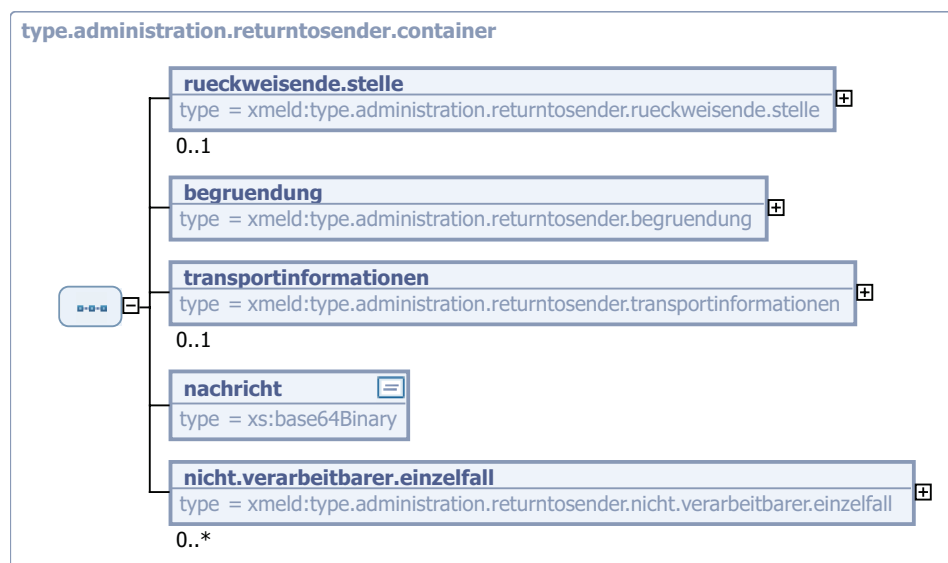 type.administration.returntosender.container
rueckweisende.stelle
type = xmeld:type.administration.returntosender.rueckweisende.stelle
0..1
begruendung
type = xmeld:type.administration.returntosender.begruendung
transportinformationen
type = xmeld:type.administration.returntosender.transportinformationen
0..1
nachricht
type = xs:base64Binary
nicht.verarbeitbarer.einzelfall
type = xmeld:type.administration.returntosender.nicht.verarbeitbarer.einzelfall
0..*